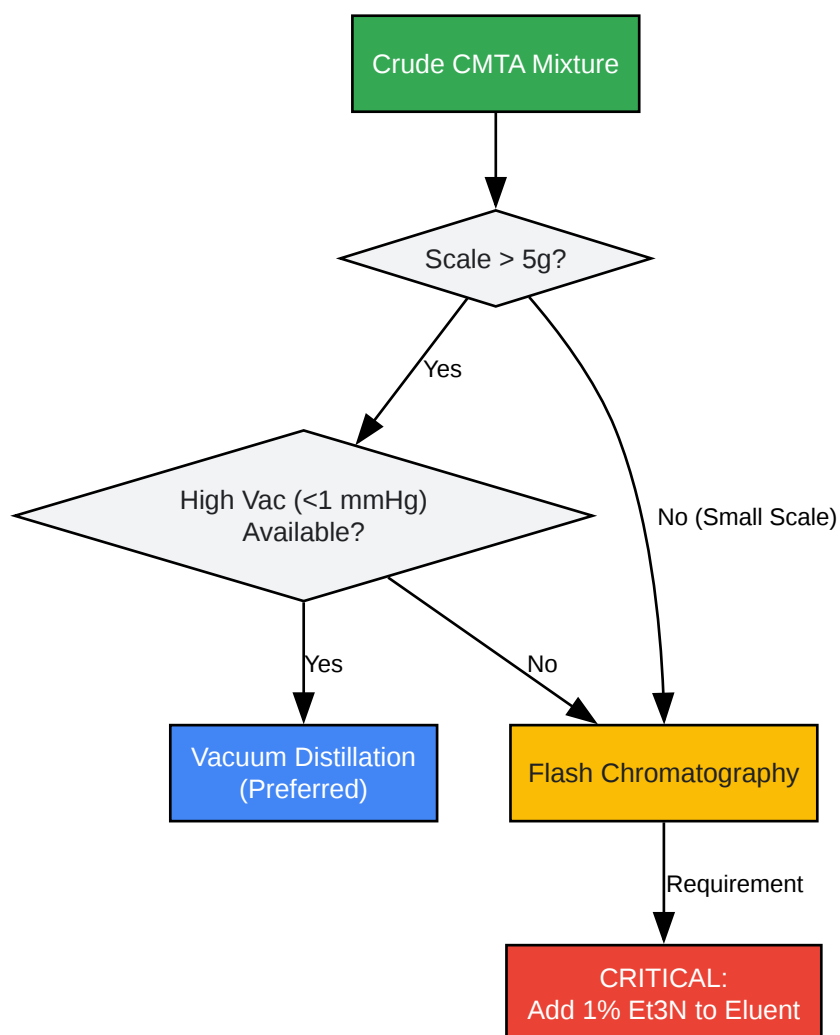 Crude CMTA Mixture
Scale > 5g?
Yes
High Vac (<1 mmHg)
Available?
No (Small Scale)
Yes
No
Vacuum Distillation
(Preferred)
Flash Chromatography
Requirement
CRITICAL:
Add 1% Et3N to Eluent